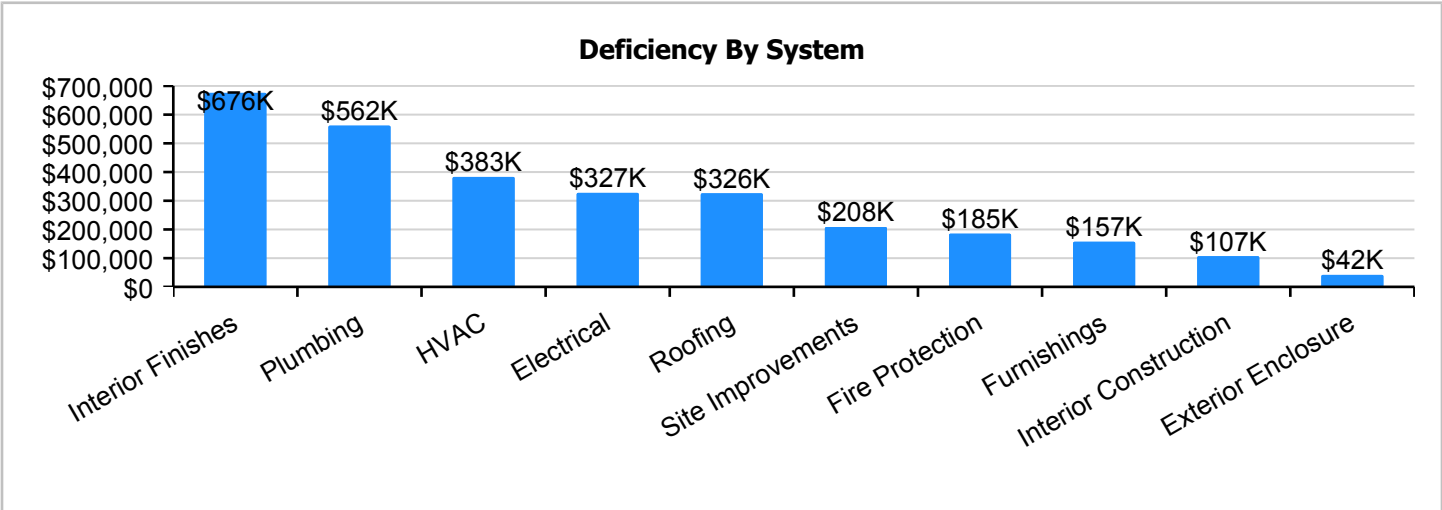 Deficiency By System
$700,000
$600,000
$500,000
$400,000
$300,000
$200,000
$100,000
$0
$676K
$562K
$383K
$327K
$326K
$208K
$185K
$157K
$107K
$42K
Interior Finishes
Plumbing
HVAC
Electrical
Roofing
Site Improvements
Fire Protection
Furnishings
Interior Construction
Exterior Enclosure